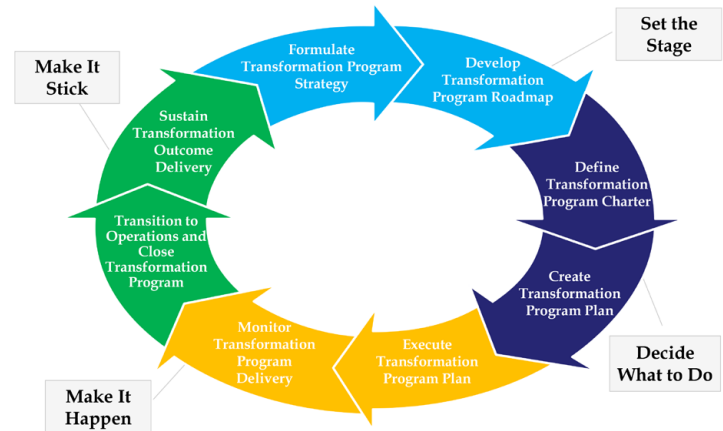 Set the
Stage
Formulate
Transformation Program
Strategy
Develop
Transformation
Program Roadmap
Define
Transformation
Program Charter
Create
Transformation
Program Plan
Decide
What to Do
Execute
Transformation
Program Plan
Monitor
Transformation
Program
Delivery
Make It
Happen
Transition to
Operations and
Close
Transformation
Program
Sustain
Transformation
Outcome
Delivery
Make It
Stick